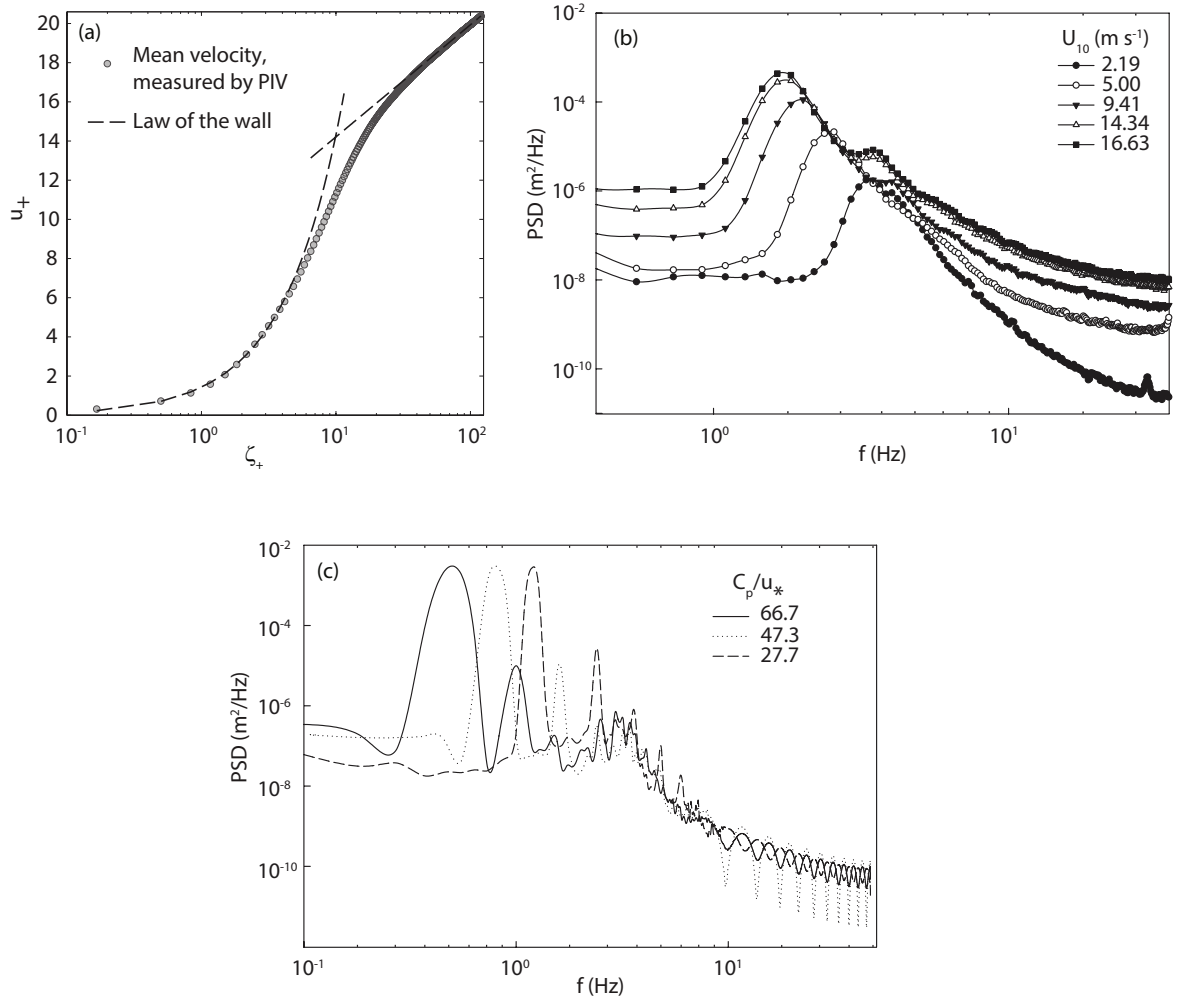 (a)
20
18
16
14
12
10
8
6
4
2
0
u+
Mean velocity,
measured by PIV
Law of the wall
10-1
100
101
102
ζ+
(b)
10-2
10-4
10-6
10-8
10-10
PSD (m2/Hz)
U10 (m s-1)
2.19
5.00
9.41
14.34
16.63
100
101
f (Hz)
(c)
10-2
10-4
10-6
10-8
10-10
PSD (m2/Hz)
Cp/u*
66.7
47.3
27.7
10-1
100
101
f (Hz)